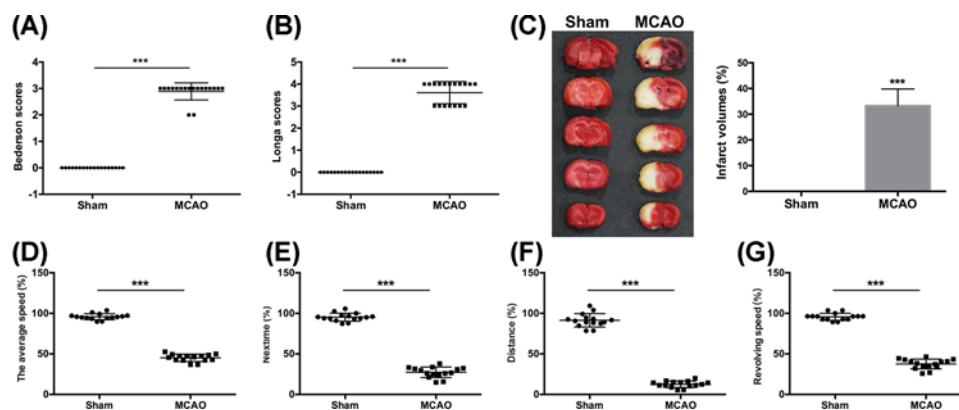 (A)
***
Bederson scores
4
3
2
1
0
-1
Sham MCAO
(B)
***
Longa scores
5
4
3
2
1
0
-1
Sham MCAO
(C)
Sham MCAO
Infarct volumes (%)
50
40
30
20
10
0
***
Sham MCAO
(D)
***
The average speed (%)
150
100
50
0
Sham MCAO
(E)
***
Nextime (%)
150
100
50
0
Sham MCAO
(F)
***
Distance (%)
150
100
50
0
Sham MCAO
(G)
***
Revolving speed (%)
150
100
50
0
Sham MCAO